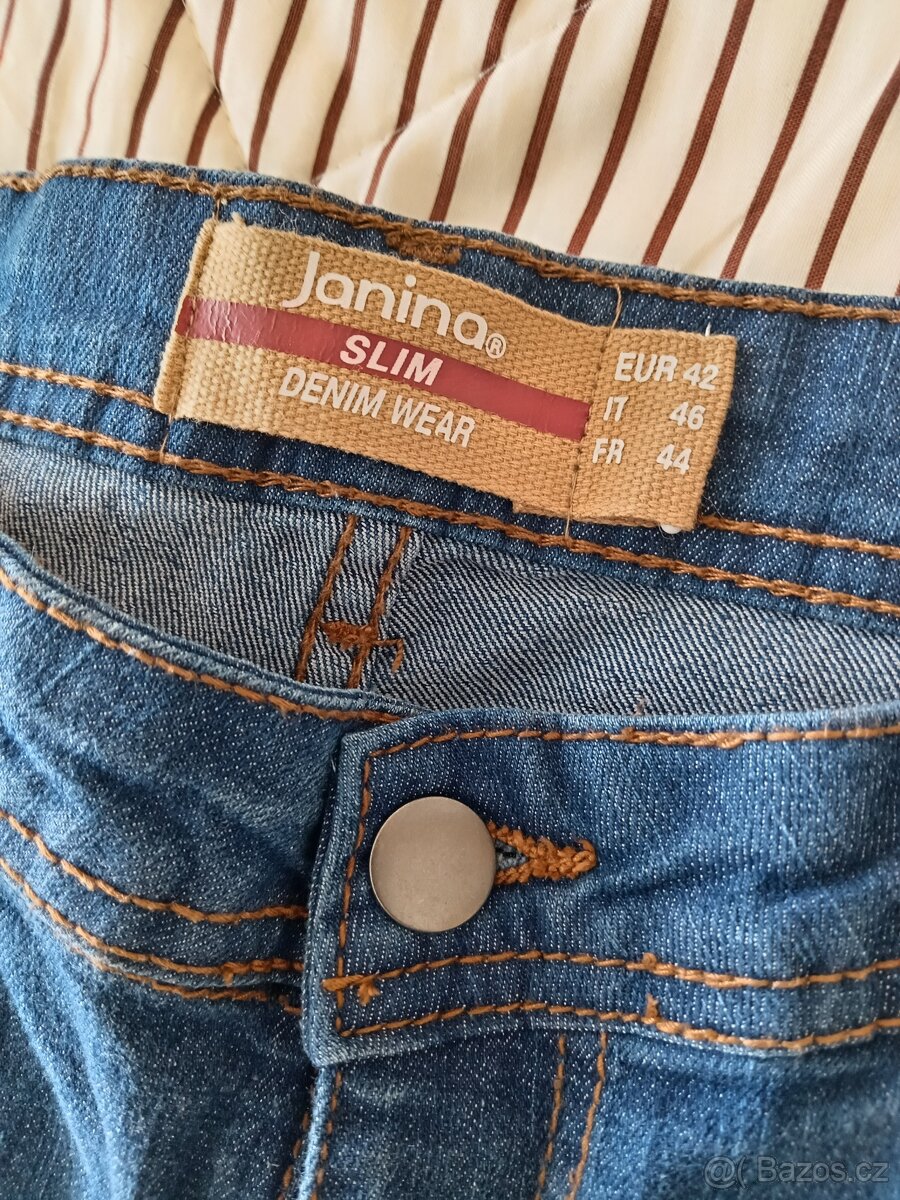 Janina®
SLIM
DENIM WEAR
EUR 42
IT 46
FR 44
@( Bazos.cz